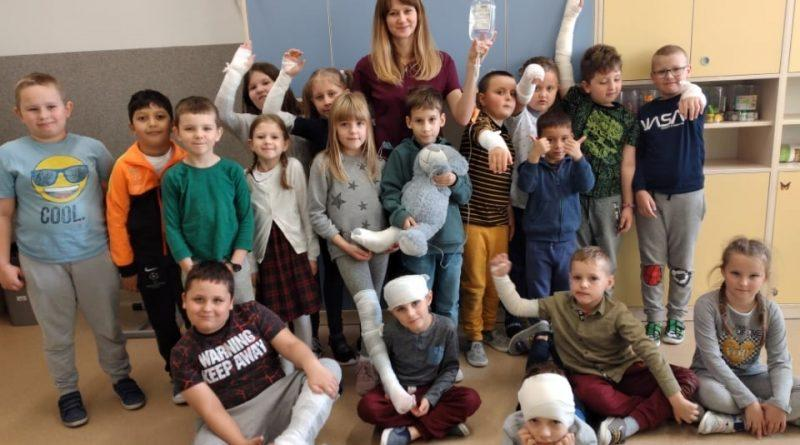 COOL.
NASA
WARNING
KEEP AWAY